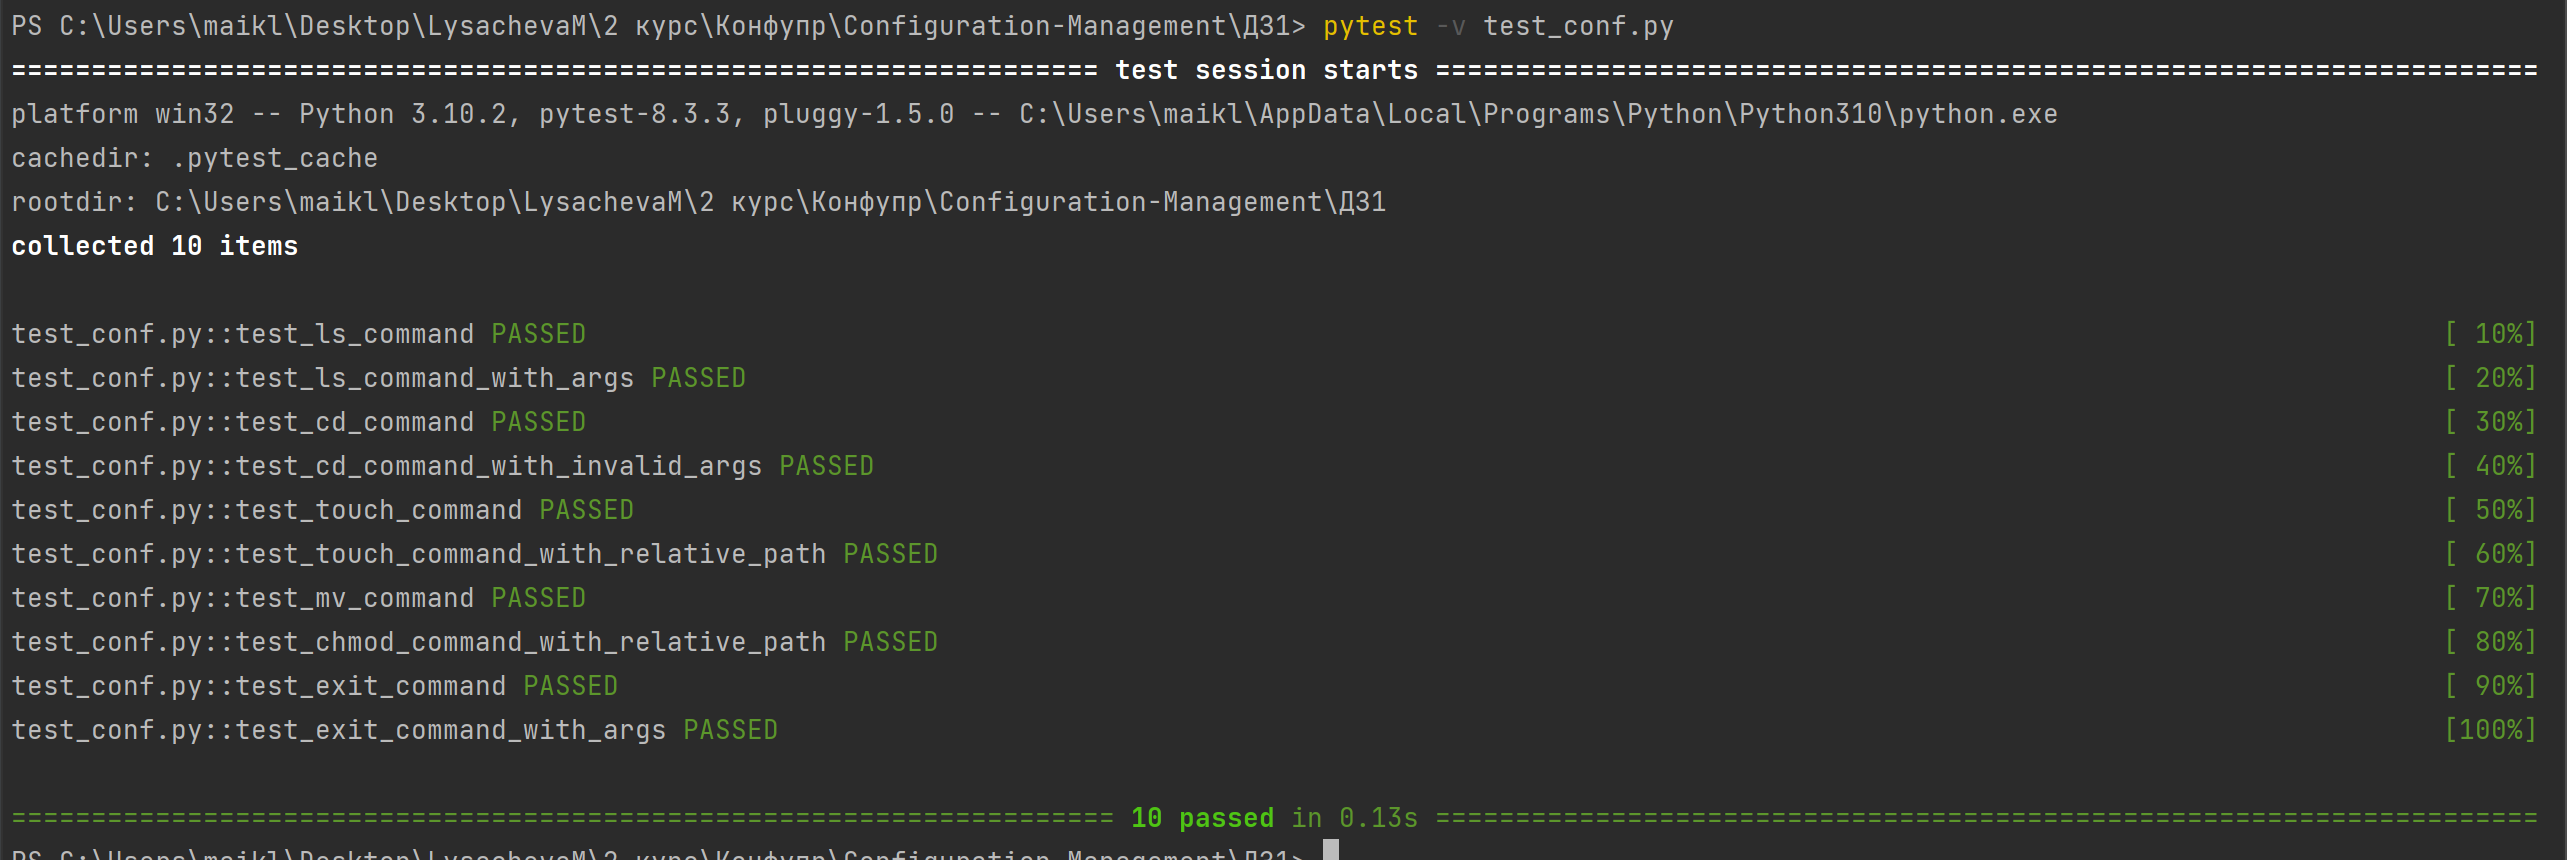 PS C:\Users\maikl\Desktop\LysachevaM\2 курс\Конфупр\Configuration-Management\ДЗ1> pytest -v test_conf.py
==================================================================== test session starts =====================================================================
platform win32 -- Python 3.10.2, pytest-8.3.3, pluggy-1.5.0 -- C:\Users\maikl\AppData\Local\Programs\Python\Python310\python.exe
cachedir: .pytest_cache
rootdir: C:\Users\maikl\Desktop\LysachevaM\2 курс\Конфупр\Configuration-Management\ДЗ1
collected 10 items
test_conf.py::test_ls_command PASSED [ 10%]
test_conf.py::test_ls_command_with_args PASSED [ 20%]
test_conf.py::test_cd_command PASSED [ 30%]
test_conf.py::test_cd_command_with_invalid_args PASSED [ 40%]
test_conf.py::test_touch_command PASSED [ 50%]
test_conf.py::test_touch_command_with_relative_path PASSED [ 60%]
test_conf.py::test_mv_command PASSED [ 70%]
test_conf.py::test_chmod_command_with_relative_path PASSED [ 80%]
test_conf.py::test_exit_command PASSED [ 90%]
test_conf.py::test_exit_command_with_args PASSED [100%]
===================================================================== 10 passed in 0.13s =====================================================================
PS C:\Users\maikl\Desktop\LysachevaM\2 курс\Конфупр\Configuration-Management\ДЗ1>